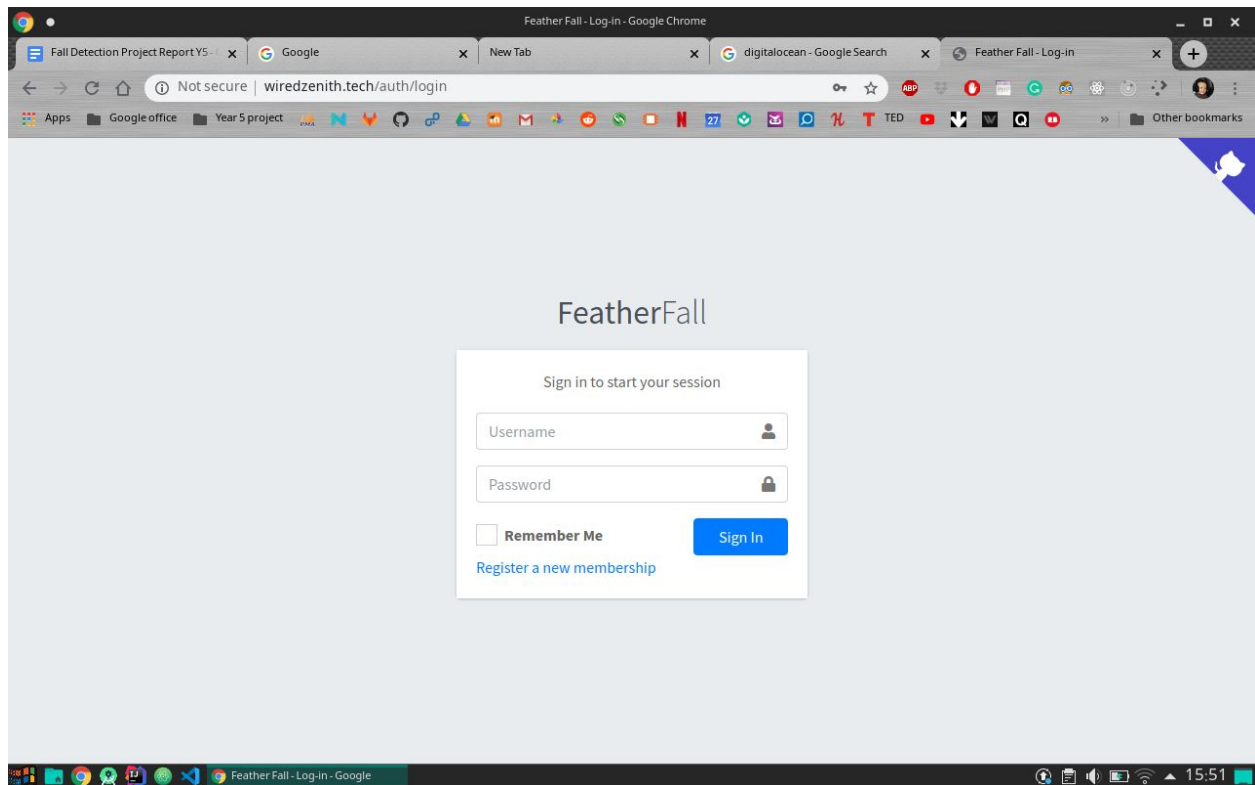 Feather Fall - Log-in - Google Chrome
Fall Detection Project Report Y5 -
Google
New Tab
digitalocean - Google Search
Feather Fall - Log-in
Not secure | wiredzenith.tech/auth/login
ABP
Apps
Google office
Year 5 project
27
TED
»
Other bookmarks
FeatherFall
Sign in to start your session
Username
Password
Remember Me
Sign In
Register a new membership
Feather Fall - Log-in - Google
15:51